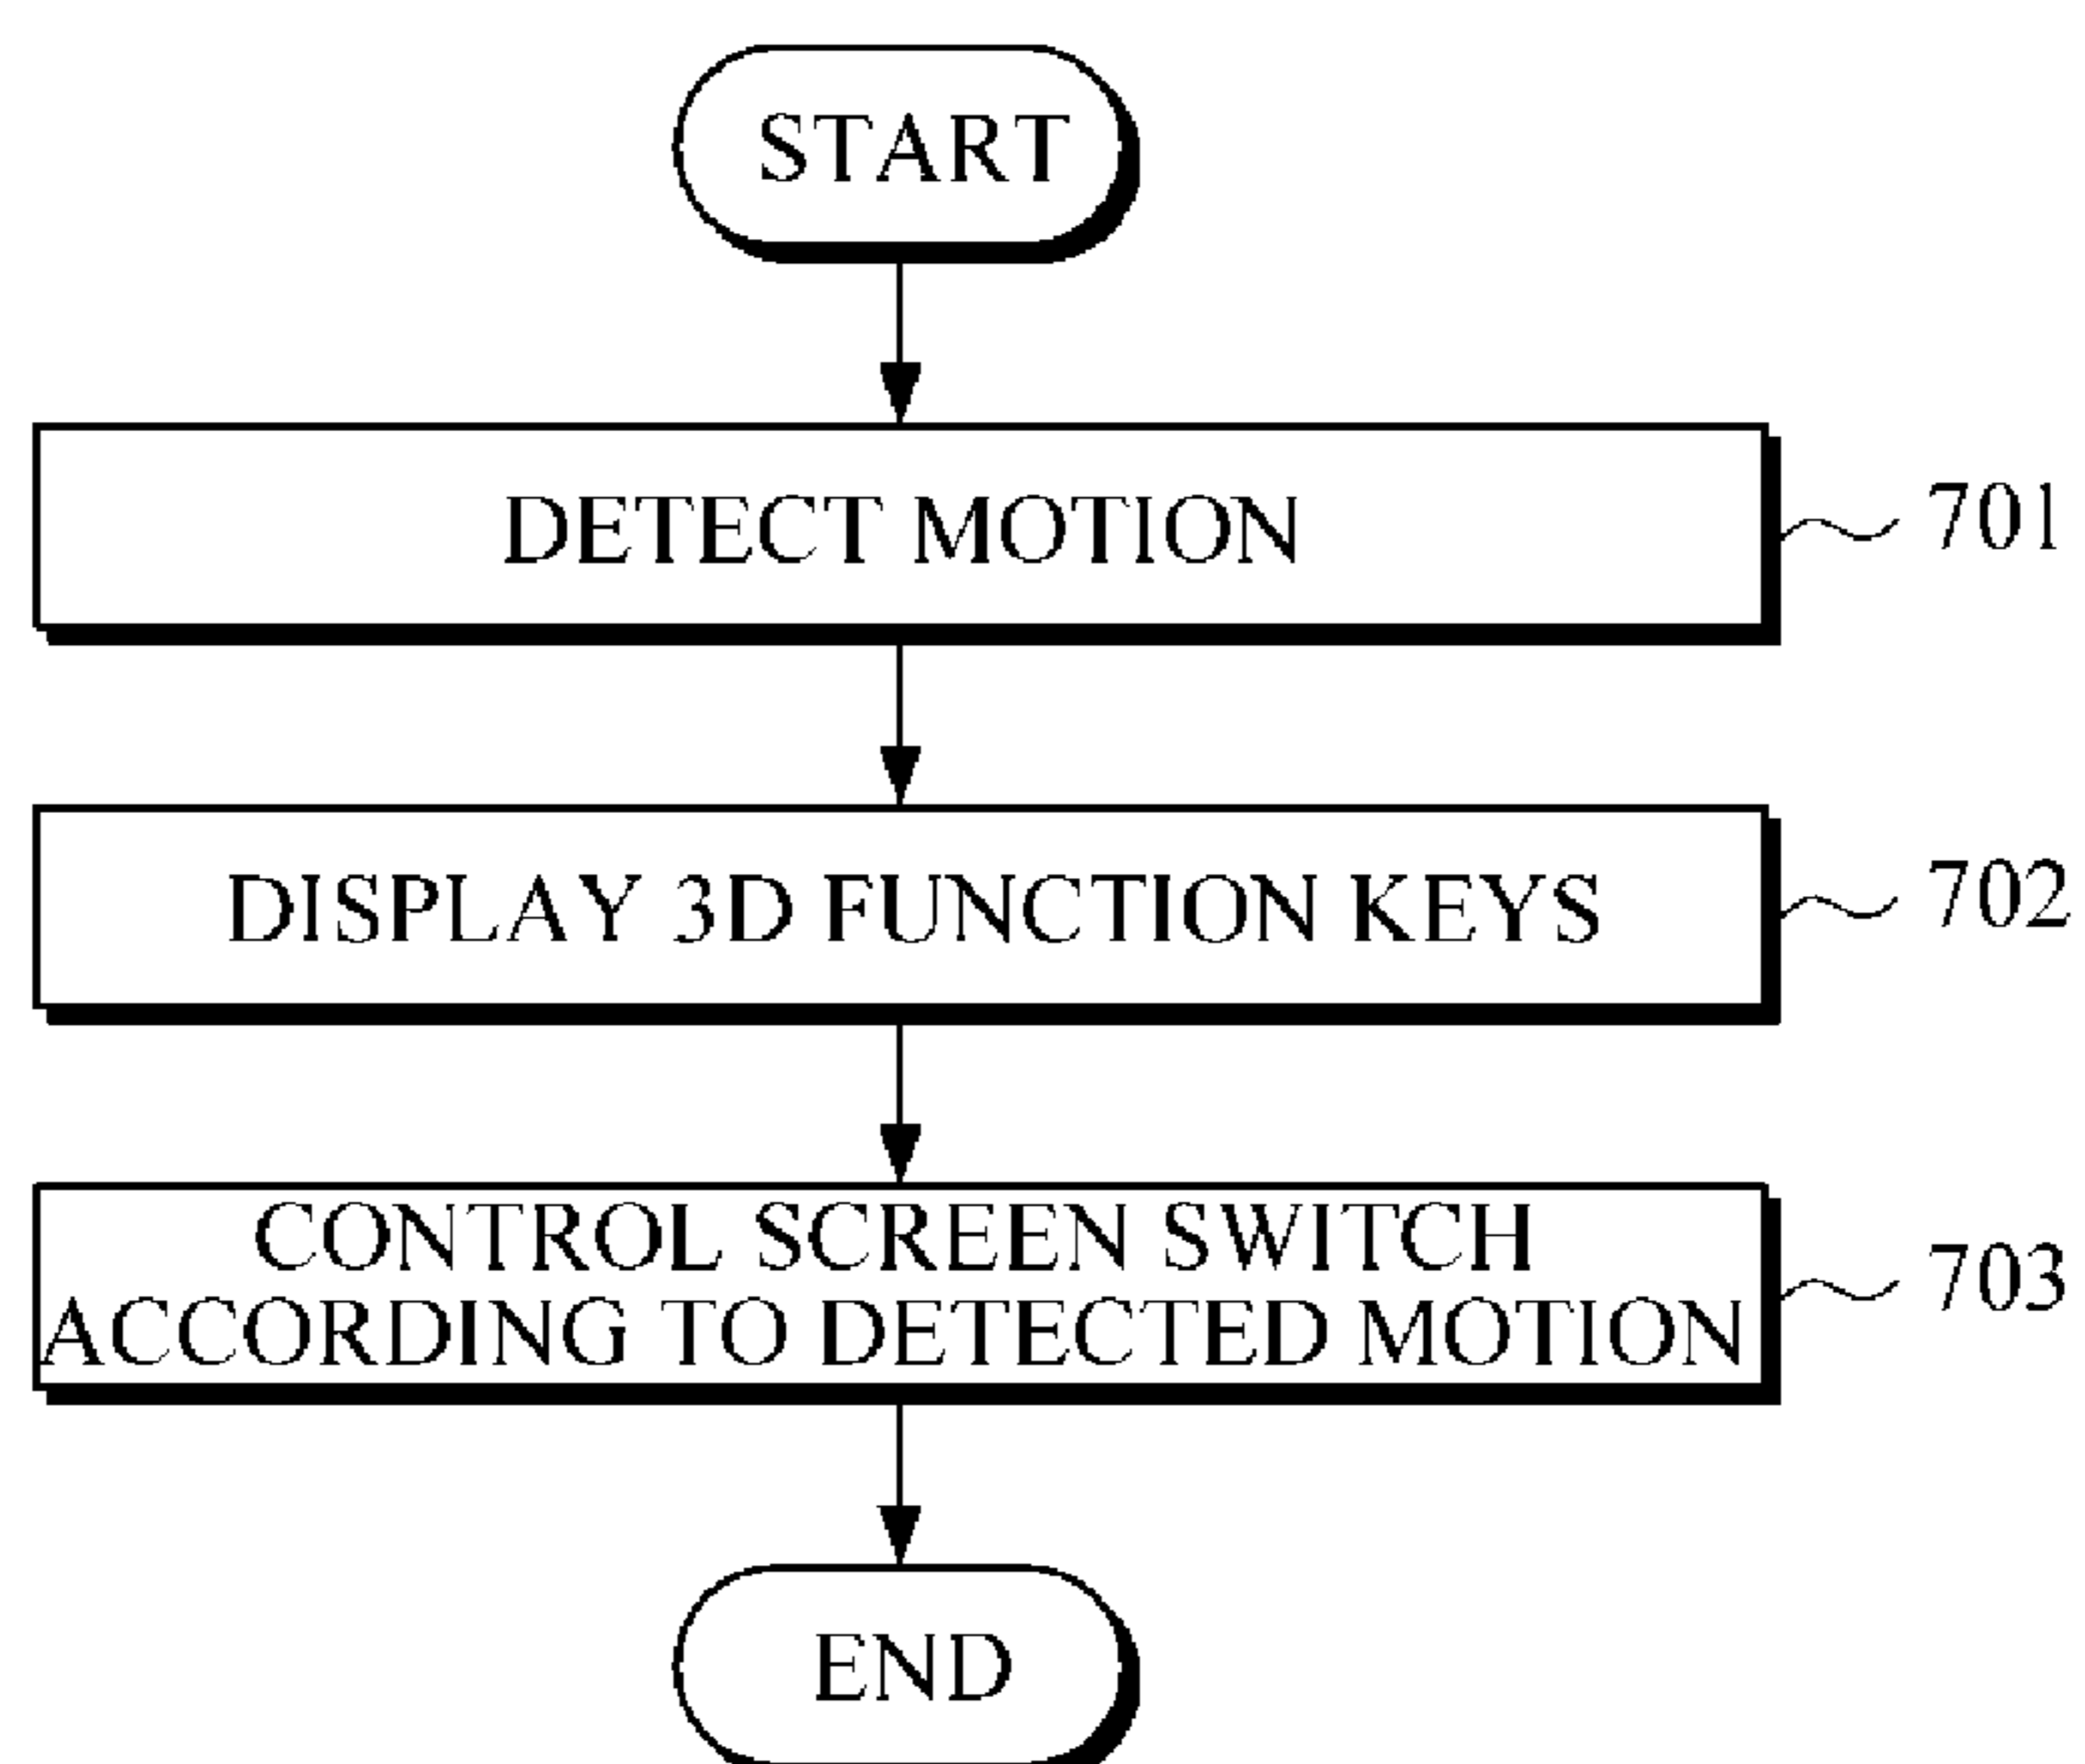 START
DETECT MOTION
701
DISPLAY 3D FUNCTION KEYS
702
CONTROL SCREEN SWITCH
ACCORDING TO DETECTED MOTION
703
END